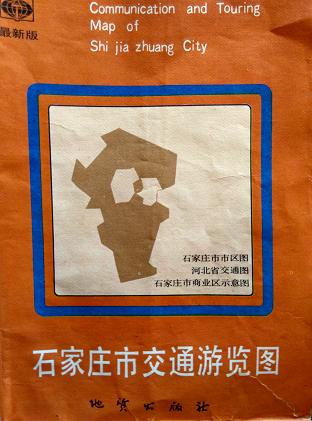 最新版
Communication and Touring
Map of
Shi jia zhuang City
石家庄市市区图
河北省交通图
石家庄市商业区示意图
石家庄市交通游览图
地质出版社